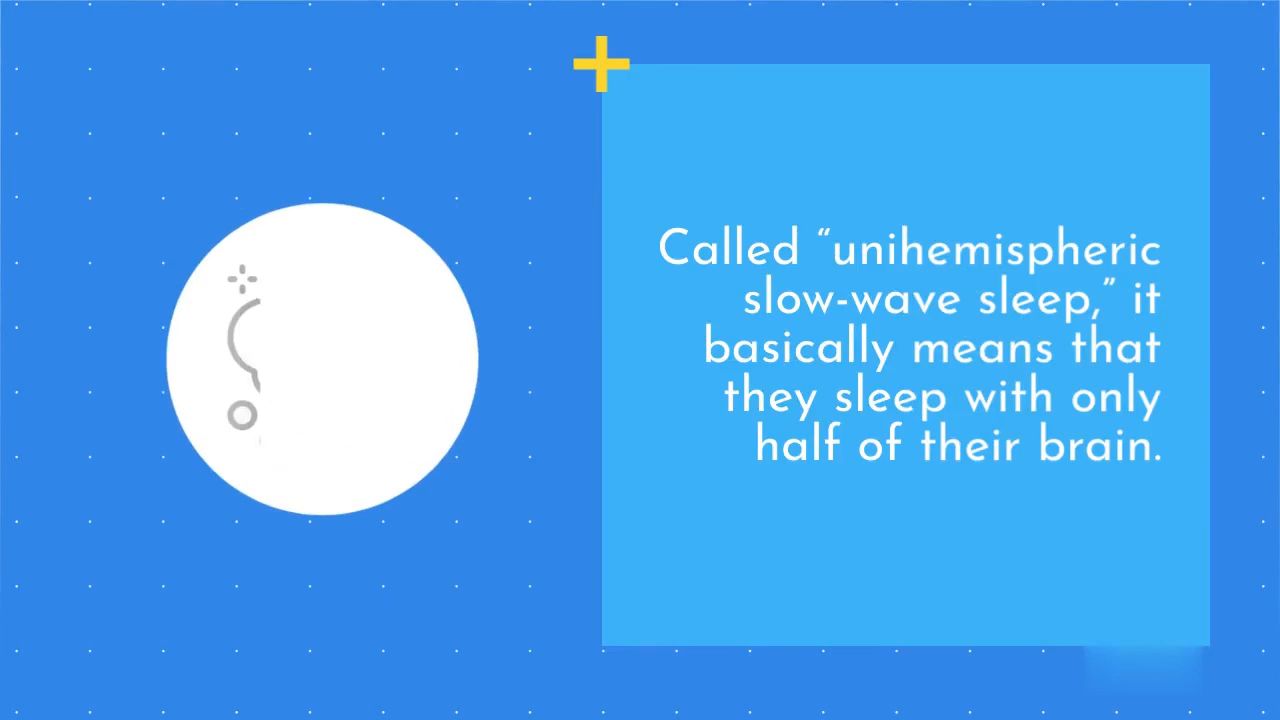 Called “unihemispheric
slow-wave sleep,” it
basically means that
they sleep with only
half of their brain.